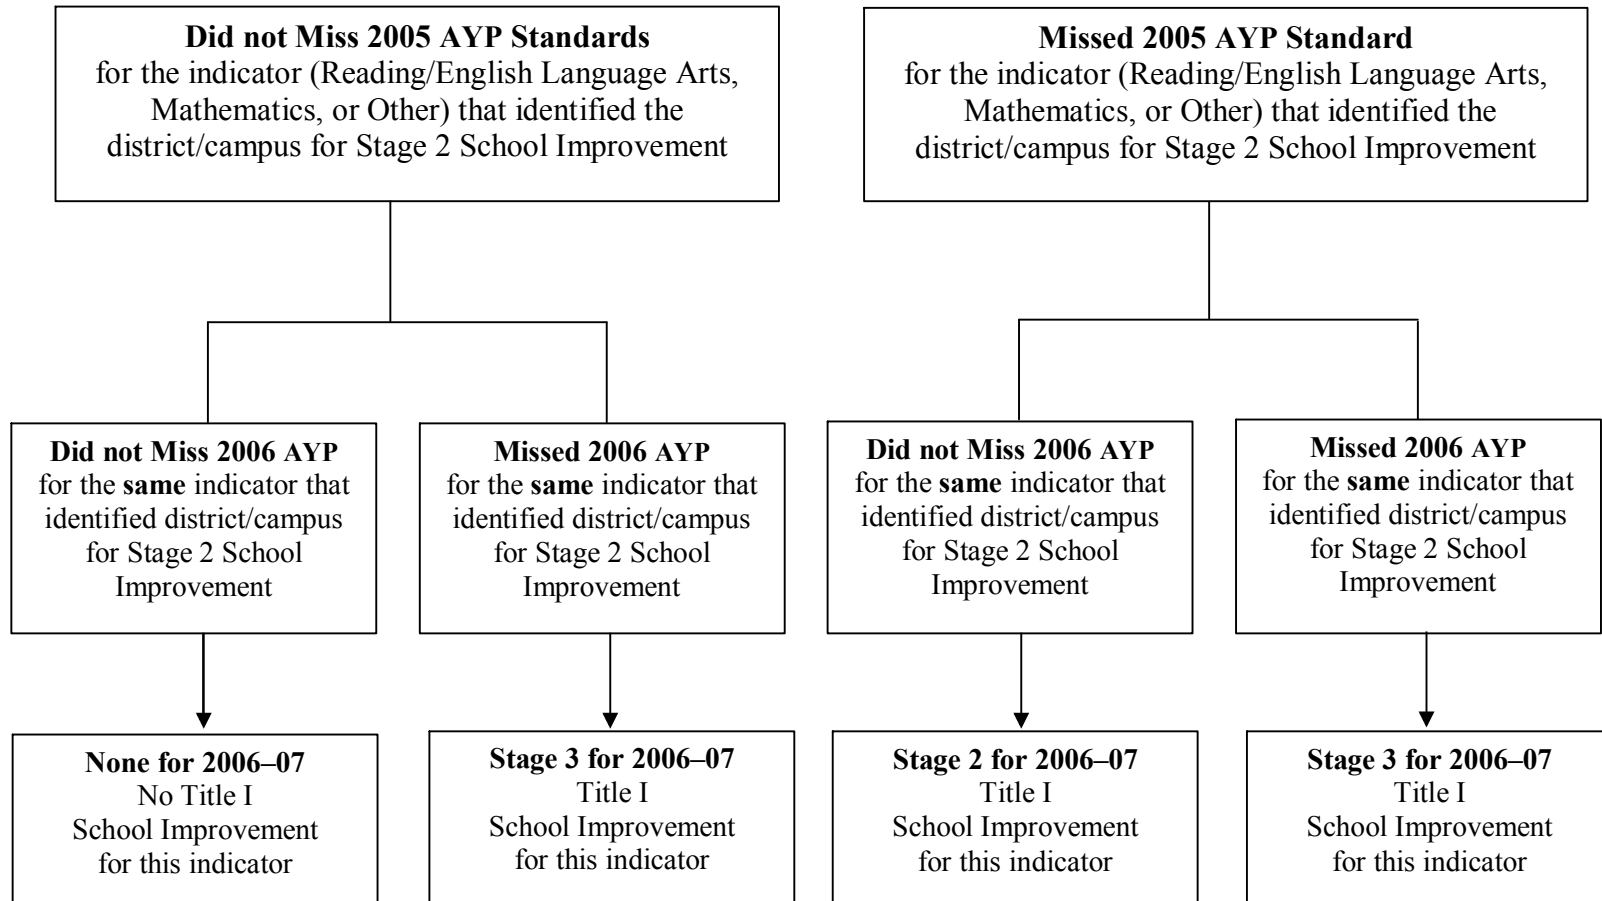 Did not Miss 2005 AYP Standards
for the indicator (Reading/English Language Arts,
Mathematics, or Other) that identified the
district/campus for Stage 2 School Improvement
Missed 2005 AYP Standard
for the indicator (Reading/English Language Arts,
Mathematics, or Other) that identified the
district/campus for Stage 2 School Improvement
Did not Miss 2006 AYP
for the same indicator that
identified district/campus
for Stage 2 School
Improvement
Missed 2006 AYP
for the same indicator that
identified district/campus
for Stage 2 School
Improvement
Did not Miss 2006 AYP
for the same indicator that
identified district/campus
for Stage 2 School
Improvement
Missed 2006 AYP
for the same indicator that
identified district/campus
for Stage 2 School
Improvement
None for 2006–07
No Title I
School Improvement
for this indicator
Stage 3 for 2006–07
Title I
School Improvement
for this indicator
Stage 2 for 2006–07
Title I
School Improvement
for this indicator
Stage 3 for 2006–07
Title I
School Improvement
for this indicator